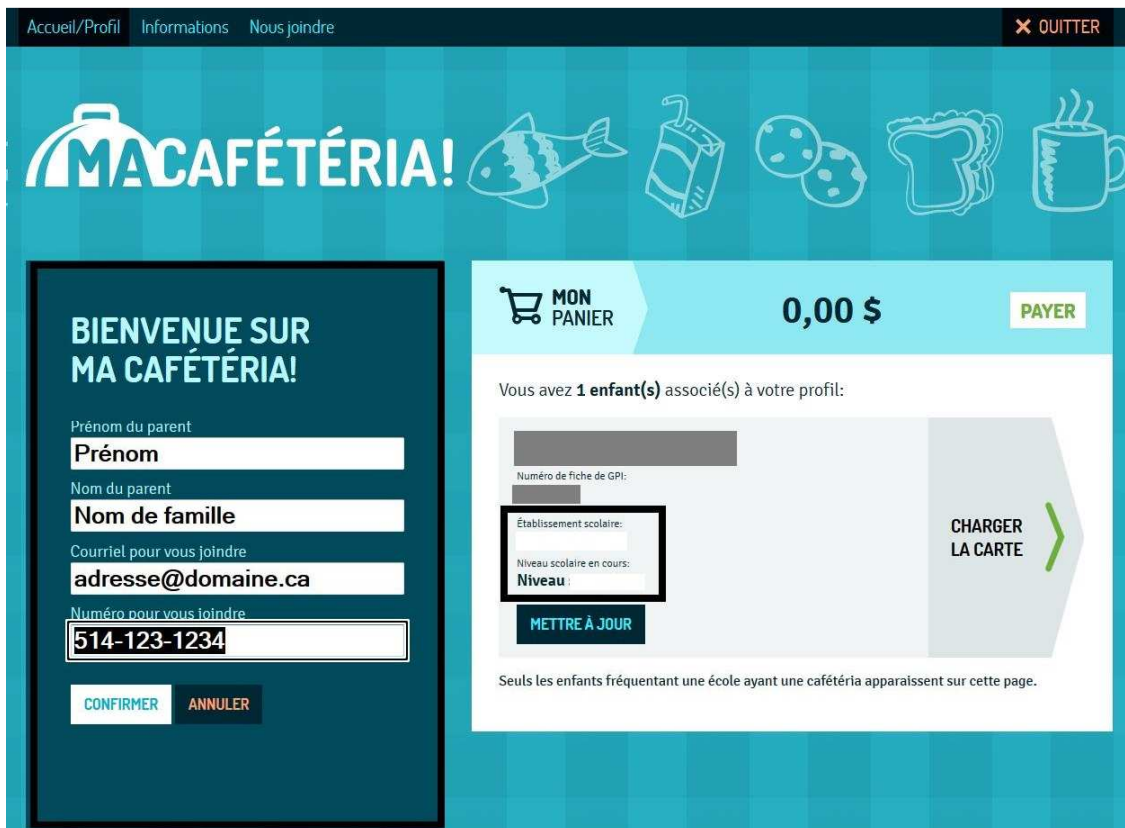 Accueil/Profil Informations Nous joindre
QUITTER
MA CAFÉTÉRIA!
BIENVENUE SUR
MA CAFÉTÉRIA!
Prénom du parent
Prénom
Nom du parent
Nom de famille
Courriel pour vous joindre
adresse@domaine.ca
Numéro pour vous joindre
514-123-1234
CONFIRMER ANNULER
MON
PANIER
0,00 $
PAYER
Vous avez 1 enfant(s) associé(s) à votre profil:
Numéro de fiche de GPI:
Établissement scolaire:
Niveau scolaire en cours:
Niveau :
METTRE À JOUR
CHARGER
LA CARTE
Seuls les enfants fréquentant une école ayant une cafétéria apparaissent sur cette page.